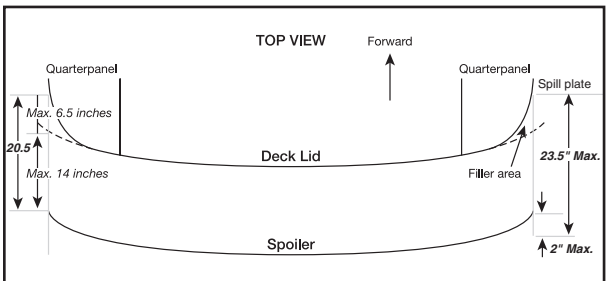 TOP VIEW
Forward
Quarterpanel
Quarterpanel
Spill plate
Max. 6.5 inches
20.5
Deck Lid
23.5" Max.
Max. 14 inches
Filler area
Spoiler
2" Max.